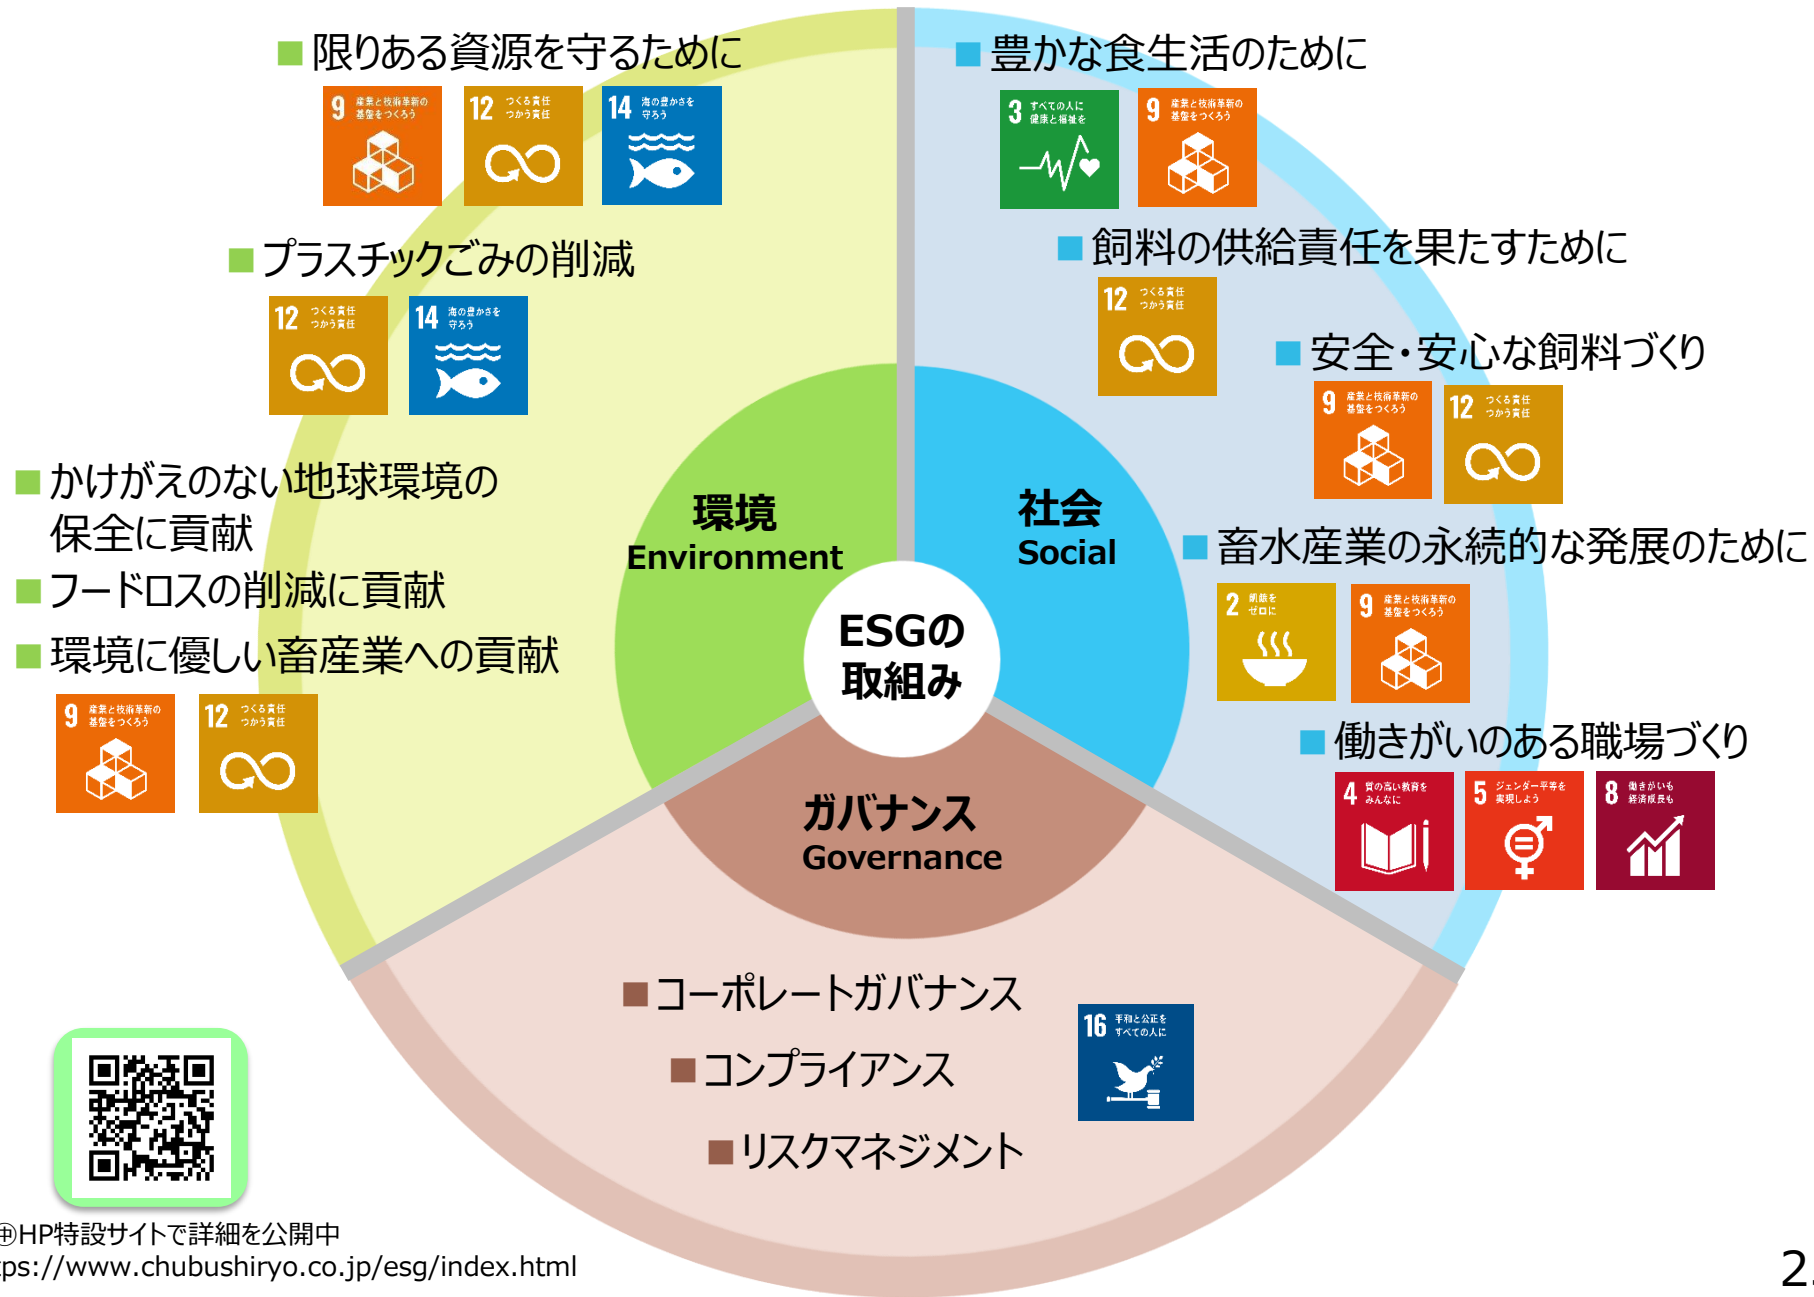 ■限りある資源を守るために
9 産業と技術革新の
基盤をつくろう
12 つくる責任
つかう責任
14 海の豊かさを
守ろう
■プラスチックごみの削減
12 つくる責任
つかう責任
14 海の豊かさを
守ろう
■かけがえのない地球環境の
保全に貢献
■フードロスの削減に貢献
■環境に優しい畜産業への貢献
9 産業と技術革新の
基盤をつくろう
12 つくる責任
つかう責任
環境
Environment
■豊かな食生活のために
3 すべての人に
健康と福祉を
9 産業と技術革新の
基盤をつくろう
■飼料の供給責任を果たすために
12 つくる責任
つかう責任
■安全・安心な飼料づくり
9 産業と技術革新の
基盤をつくろう
12 つくる責任
つかう責任
社会
Social
■畜水産業の永続的な発展のために
2 飢餓を
ゼロに
9 産業と技術革新の
基盤をつくろう
■働きがいのある職場づくり
4 質の高い教育を
みんなに
5 ジェンダー平等を
実現しよう
8 働きがいも
経済成長も
ESGの
取組み
ガバナンス
Governance
■コーポレートガバナンス
■コンプライアンス
■リスクマネジメント
16 平和と公正を
すべての人に
HP特設サイトで詳細を公開中
ps://www.chubushiryo.co.jp/esg/index.html
2